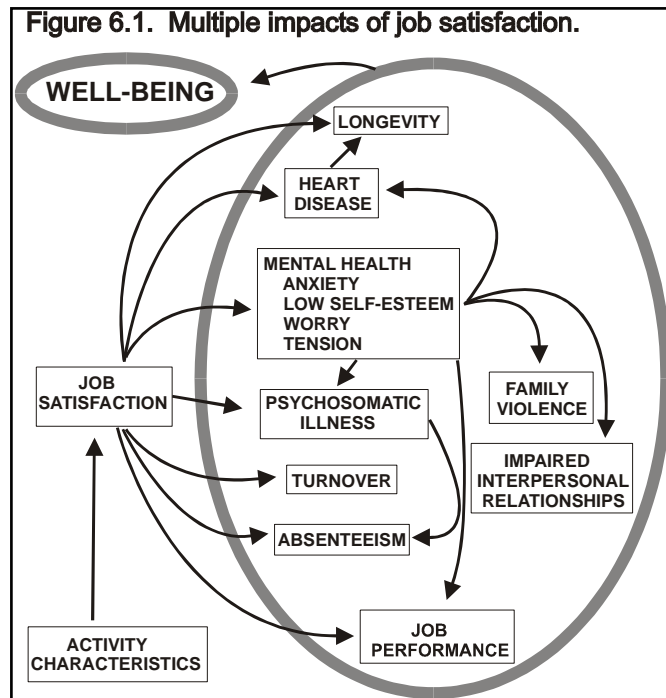 Figure 6.1.  Multiple impacts of job satisfaction.
WELL-BEING
LONGEVITY
HEART
DISEASE
MENTAL HEALTH
ANXIETY
LOW SELF-ESTEEM
WORRY
TENSION
JOB
SATISFACTION
PSYCHOSOMATIC
ILLNESS
FAMILY
VIOLENCE
IMPAIRED
INTERPERSONAL
RELATIONSHIPS
TURNOVER
ABSENTEEISM
ACTIVITY
CHARACTERISTICS
JOB
PERFORMANCE